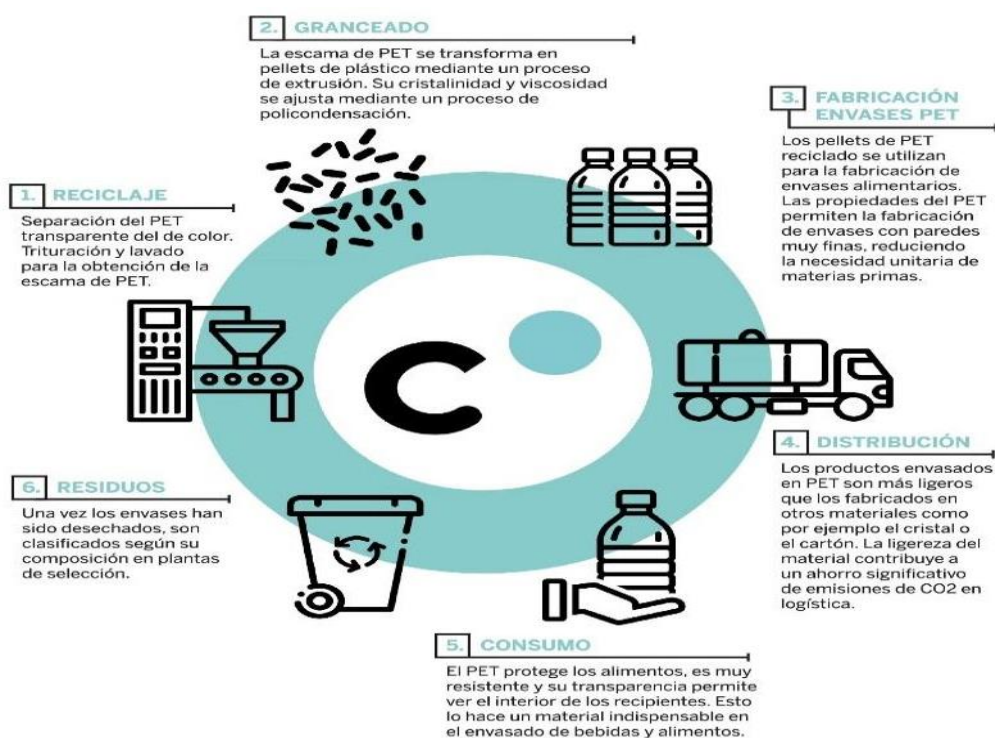 1. RECICLAJE
Separación del PET
transparente del de color.
Trituración y lavado
para la obtención de la
escama de PET.
2. GRANCEADO
La escama de PET se transforma en
pellets de plástico mediante un proceso
de extrusión. Su cristalinidad y viscosidad
se ajusta mediante un proceso de
policondensación.
3. FABRICACIÓN
ENVASES PET
Los pellets de PET
reciclado se utilizan
para la fabricación de
envases alimentarios.
Las propiedades del PET
permiten la fabricación
de envases con paredes
muy finas, reduciendo
la necesidad unitaria de
materias primas.
4. DISTRIBUCIÓN
Los productos envasados
en PET son más ligeros
que los fabricados en
otros materiales como
por ejemplo el cristal o
el cartón. La ligereza del
material contribuye a
un ahorro significativo
de emisiones de CO2 en
logística.
5. CONSUMO
El PET protege los alimentos, es muy
resistente y su transparencia permite
ver el interior de los recipientes. Esto
lo hace un material indispensable en
el envasado de bebidas y alimentos.
6. RESIDUOS
Una vez los envases han
sido desechados, son
clasificados según su
composición en plantas
de selección.
C